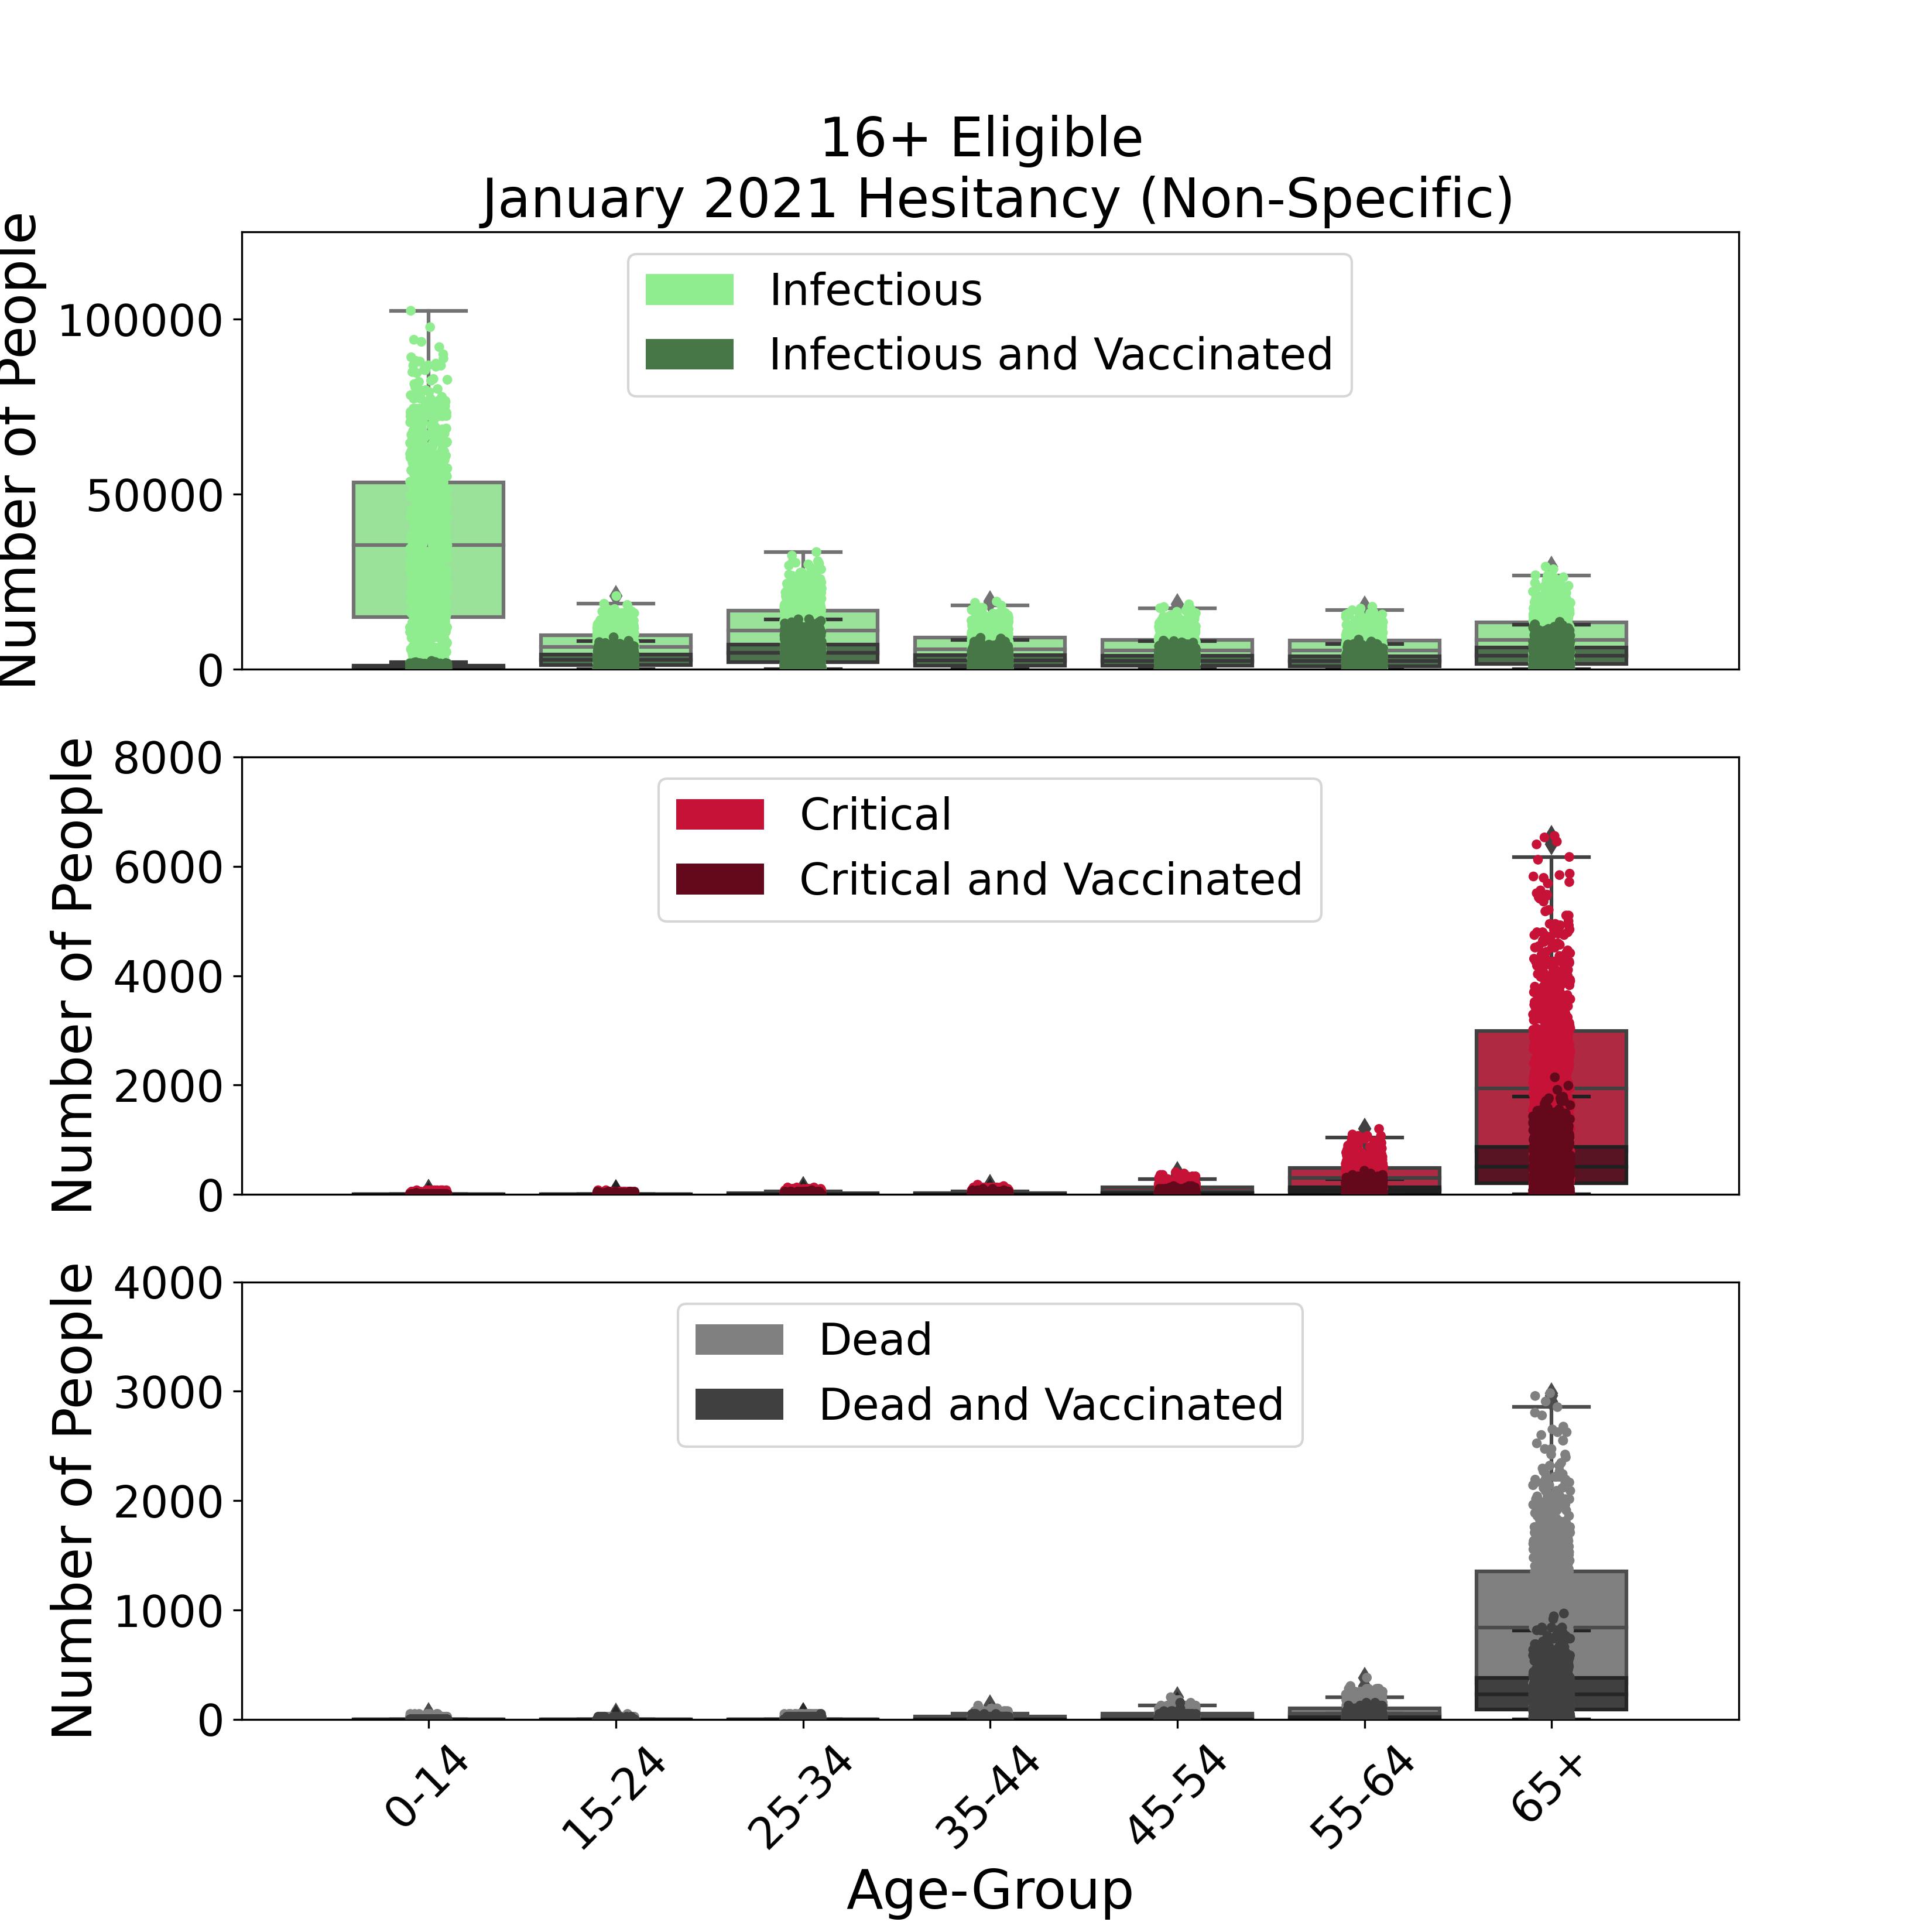 16+ Eligible
January 2021 Hesitancy (Non-Specific)
Number of People
100000
50000
0
Infectious
Infectious and Vaccinated
Number of People
8000
6000
4000
2000
0
Critical
Critical and Vaccinated
Number of People
4000
3000
2000
1000
0
Dead
Dead and Vaccinated
0-14
15-24
25-34
35-44
45-54
55-64
65+
Age-Group